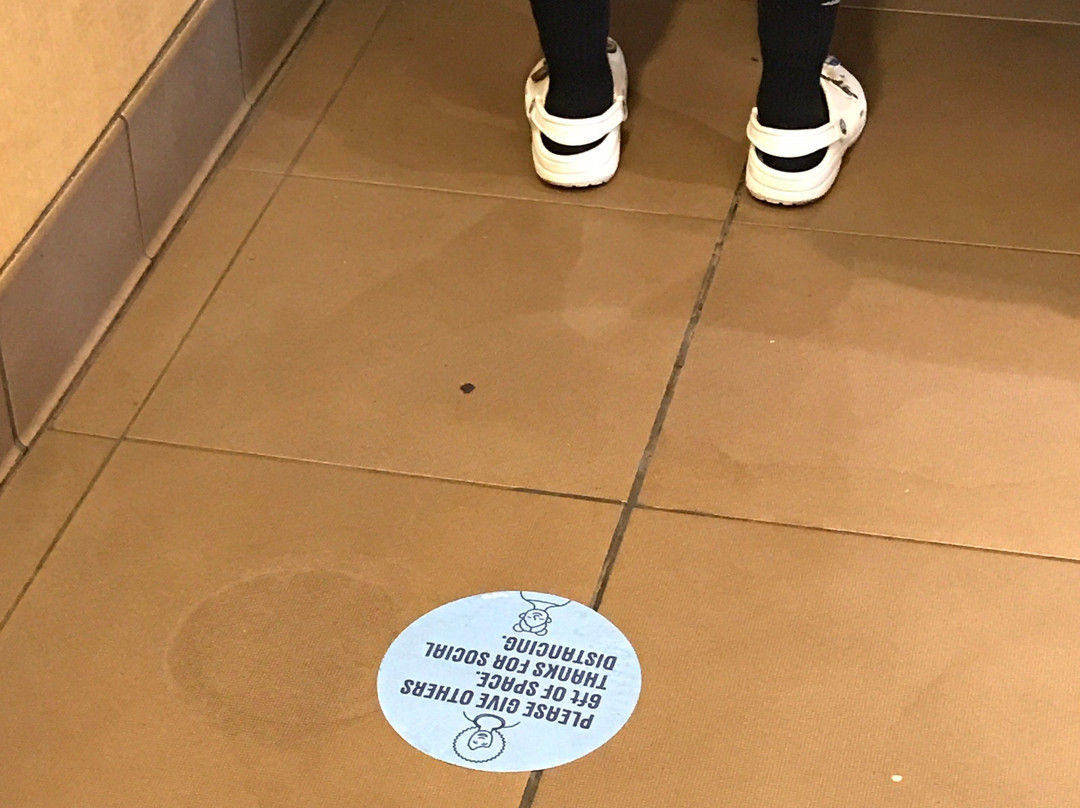 PLEASE GIVE OTHERS
6ft OF SPACE.
THANKS FOR SOCIAL
DISTANCING.